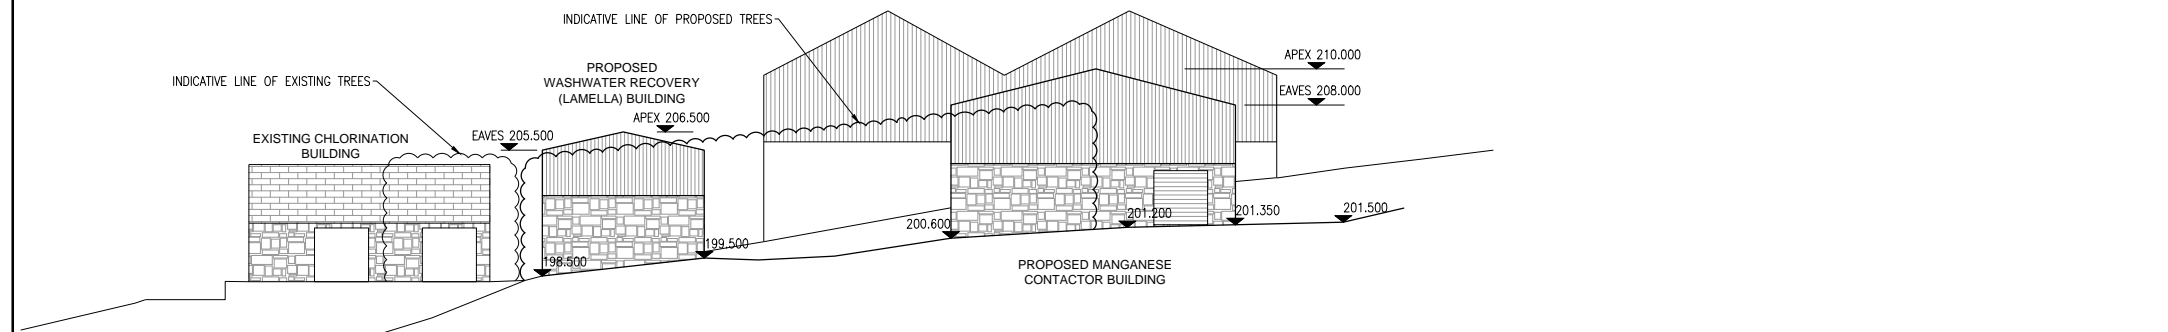 INDICATIVE LINE OF PROPOSED TREES
APEX 210.000
PROPOSED
WASHWATER RECOVERY
(LAMELLA) BUILDING
INDICATIVE LINE OF EXISTING TREES
EAVES 208.000
APEX 206.500
EAVES 205.500
EXISTING CHLORINATION
BUILDING
201.500
201.350
201.200
200.600
199.500
198.500
PROPOSED MANGANESE
CONTACTOR BUILDING